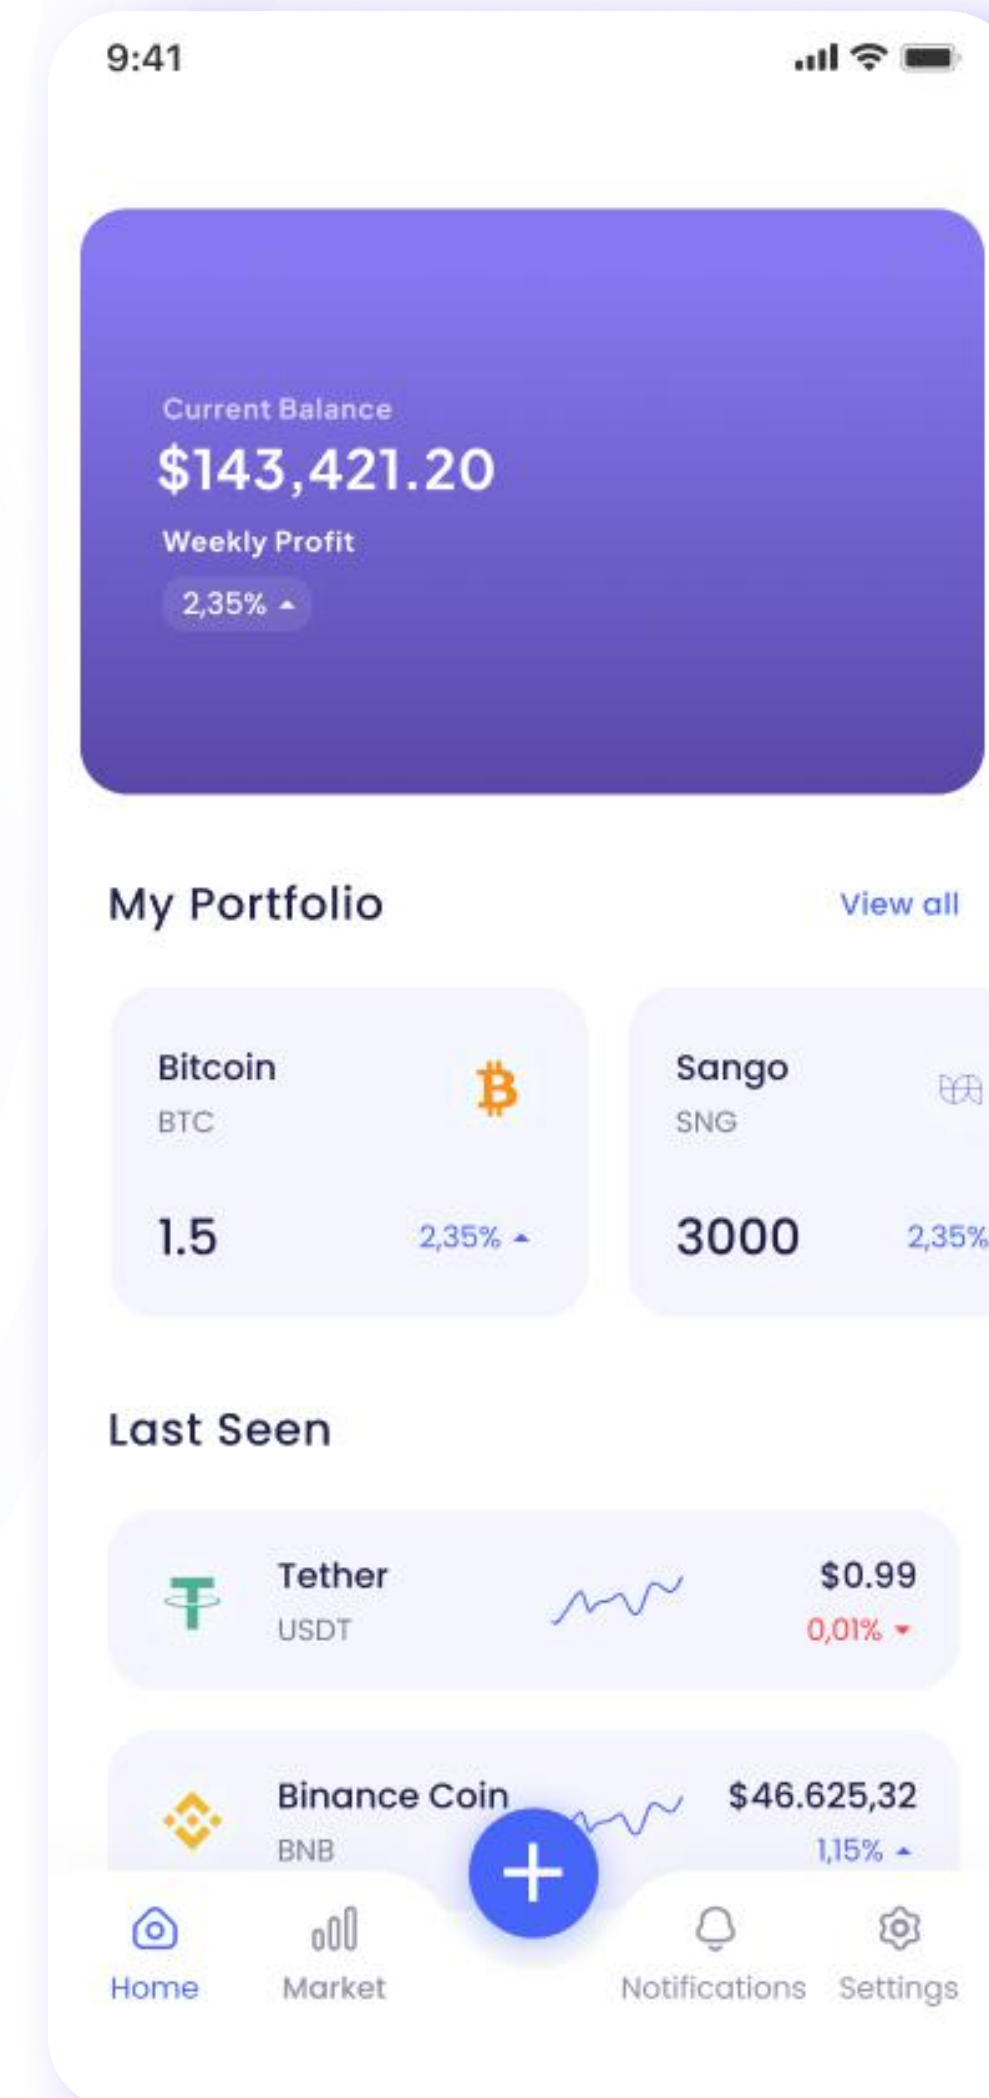 9:41
Current Balance
$143,421.20
Weekly Profit
2,35%
My Portfolio
View all
Bitcoin
BTC
1.5
2,35%
Sango
SNG
3000
2,35%
Last Seen
Tether
USDT
$0.99
0,01%
Binance Coin
BNB
$46.625,32
1,15%
Home
Market
Notifications
Settings